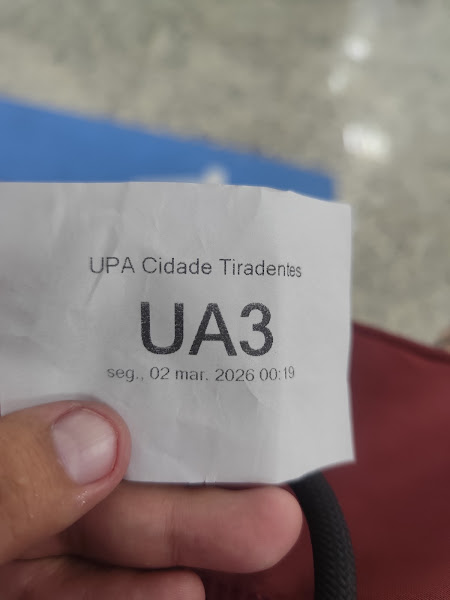 UPA Cidade Tiradentes
UA3
seg., 02 mar. 2026 00:19